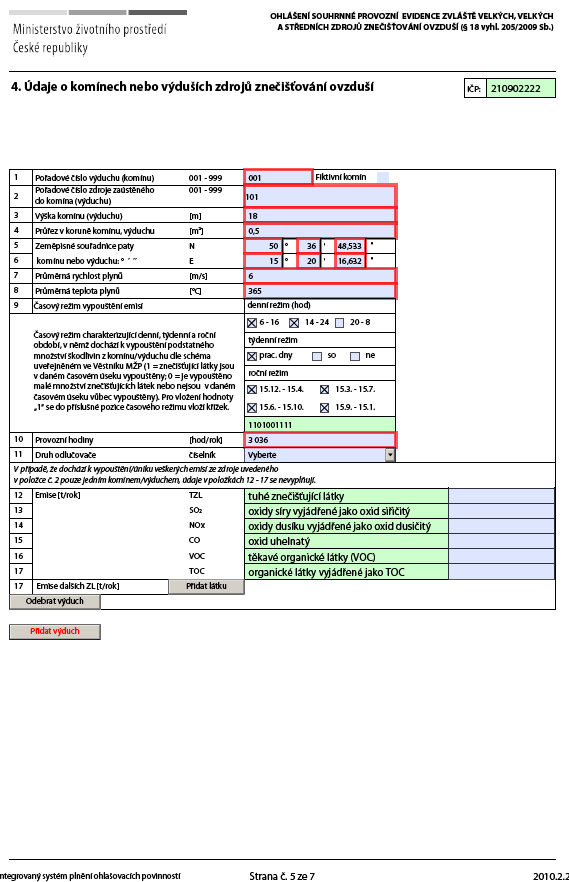 Ministerstvo životního prostředí
České republiky
OHLÁŠENÍ SOUHRNNÉ PROVOZNÍ EVIDENCE ZVLÁŠTĚ VELKÝCH, VELKÝCH
A STŘEDNÍCH ZDROJŮ ZNEČIŠŤOVÁNÍ OVZDUŠÍ (§ 18 vyhl. 205/2009 Sb.)
4. Údaje o komínech nebo výduších zdrojů znečišťování ovzduší
IČP: 210902222
1 Pořadové číslo výduchu (komínu) 001 - 999 001 Fiktivní komín
2 Pořadové číslo zdroje zaústěného do komína (výduchu) 001 - 999 101
3 Výška komínu (výduchu) [m] 18
4 Průřez v koruně komínu, výduchu [m²] 0,5
5 Zeměpisné souřadnice paty N 50 ° 36 ' 48,533 "
6 komínu nebo výduchu: ° ´ ´´ E 15 ° 20 ' 16,632 "
7 Průměrná rychlost plynů [m/s] 6
8 Průměrná teplota plynů [°C] 365
9 Časový režim vypouštění emisí denní režim (hod)
6 - 16 14 - 24 20 - 8
týdenní režim
prac. dny so ne
roční režim
15.12. - 15.4. 15.3. - 15.7.
15.6. - 15.10. 15.9. - 15.1.
1101001111
Časový režim charakterizující denní, týdenní a roční
období, v němž dochází k vypouštění podstatného
množství škodlivin z komínu/výduchu dle schéma
uveřejněném ve Věstníku MŽP (1 = znečišťující látky jsou
v daném časovém úseku vypouštěny; 0 = je vypouštěno
malé množství znečišťujících látek nebo nejsou v daném
časovém úseku vůbec vypouštěny). Pro vložení hodnoty
„1" se do příslušné pozice časového režimu vloží křížek.
10 Provozní hodiny [hod/rok] 3 036
11 Druh odlučovače číselník Vyberte
V případě, že dochází k vypouštění/úniku veškerých emisí ze zdroje uvedeného
v položce č. 2 pouze jedním komínem/výduchem, údaje v položkách 12 - 17 se nevyplňují.
12 Emise [t/rok] TZL tuhé znečišťující látky
13 SO₂ oxidy síry vyjádřené jako oxid siřičitý
14 NOx oxidy dusíku vyjádřené jako oxid dusičitý
15 CO oxid uhelnatý
16 VOC těkavé organické látky (VOC)
17 TOC organické látky vyjádřené jako TOC
17 Emise dalších ZL [t/rok] Přidat látku
Odebrat výduch
Přidat výduch
ntegrovaný systém plnění ohlašovacích povinností
Strana č. 5 ze 7
2010.2.2